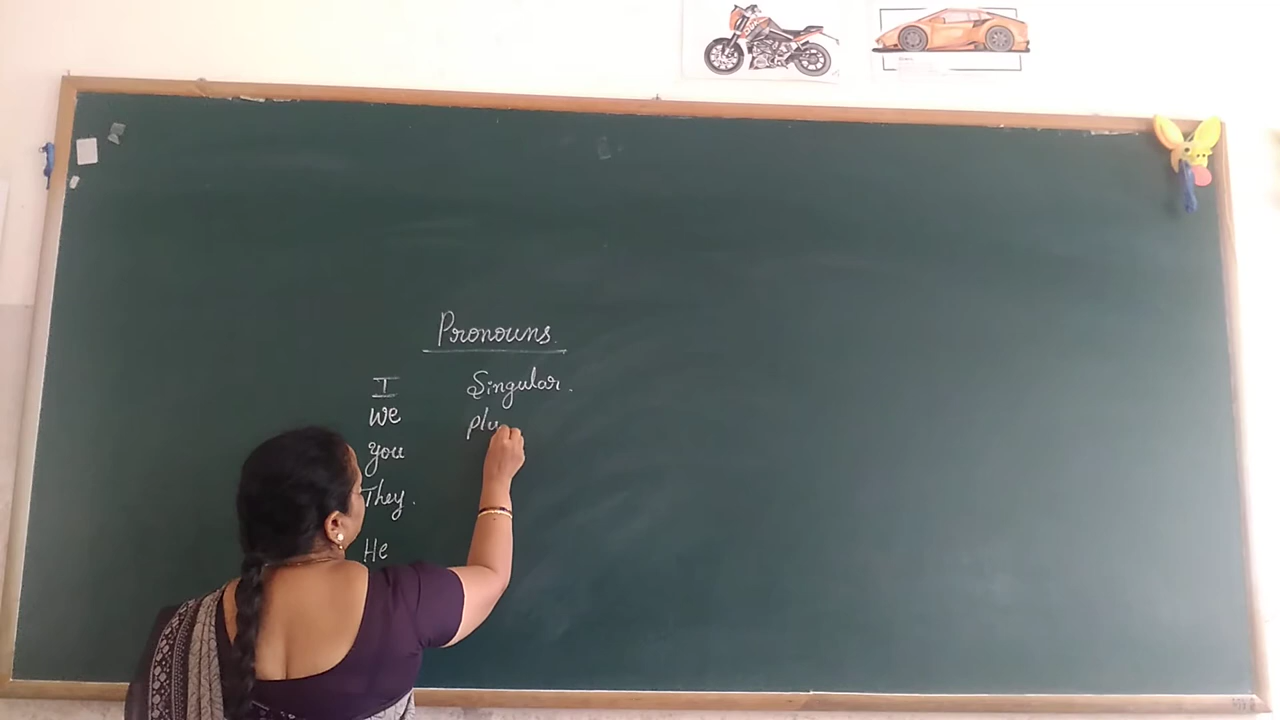 Pronouns.
I Singular.
we plu
you
They.
He